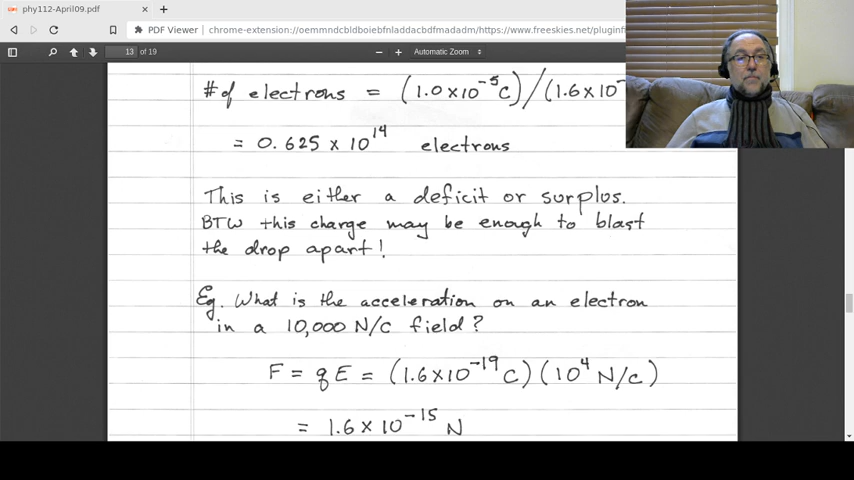 phy112-April09.pdf
PDF Viewer | chrome-extension://oemmndcbldboiebfnladdacbdfmadadm/https://www.freeskies.net/pluginfi
13 of 19
Automatic Zoom
# of electrons = (1.0 x 10⁻⁵ C) / (1.6 x 10⁻
= 0.625 x 10¹⁴ electrons
This is either a deficit or surplus.
BTW this charge may be enough to blast
the drop apart!
Eg. What is the acceleration on an electron
in a 10,000 N/C field?
F = qE = (1.6 x 10⁻¹⁹ C) (10⁴ N/C)
= 1.6 x 10⁻¹⁵ N